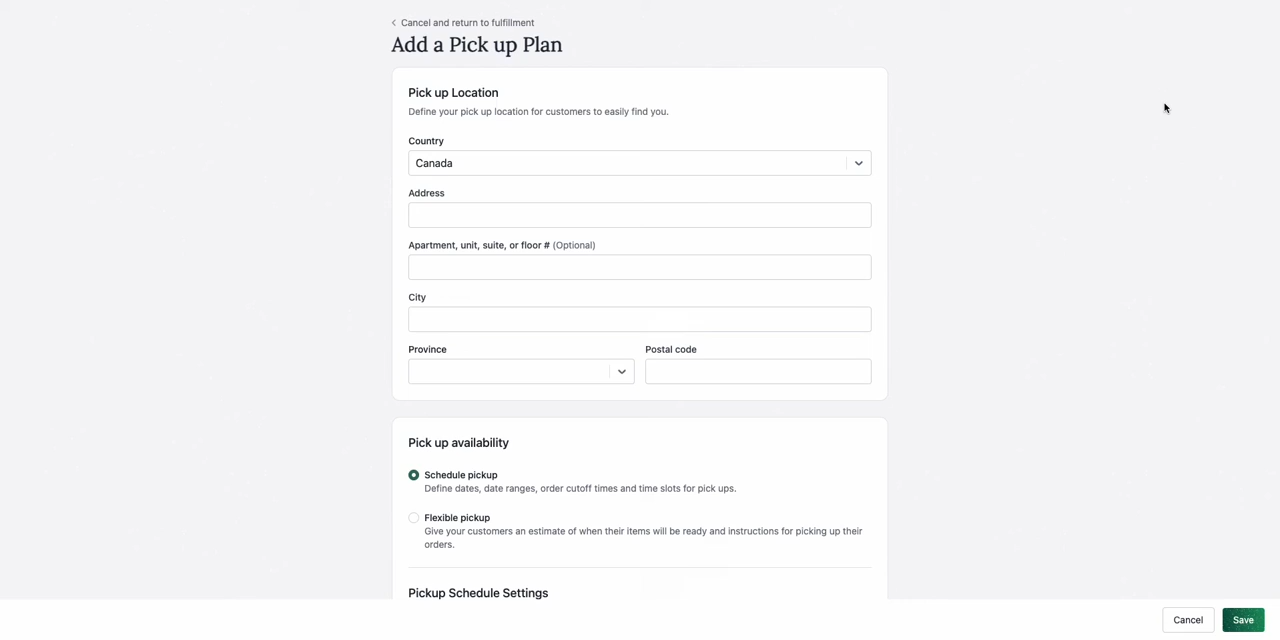 Cancel and return to fulfillment
Add a Pick up Plan
Pick up Location
Define your pick up location for customers to easily find you.
Country
Canada
Address
Apartment, unit, suite, or floor # (Optional)
City
Province
Postal code
Pick up availability
Schedule pickup
Define dates, date ranges, order cutoff times and time slots for pick ups.
Flexible pickup
Give your customers an estimate of when their items will be ready and instructions for picking up their
orders.
Pickup Schedule Settings
Cancel
Save